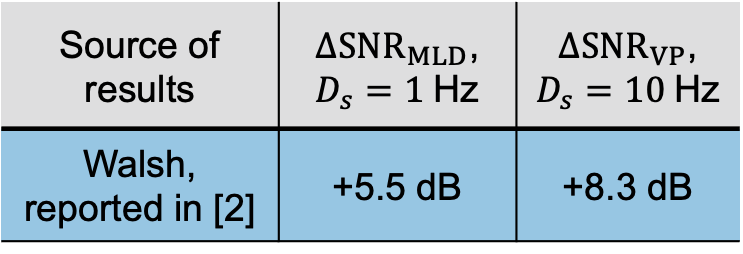 Source of results
ΔSNR_MLD, D_s = 1 Hz
ΔSNR_VP, D_s = 10 Hz
Walsh, reported in [2]
+5.5 dB
+8.3 dB